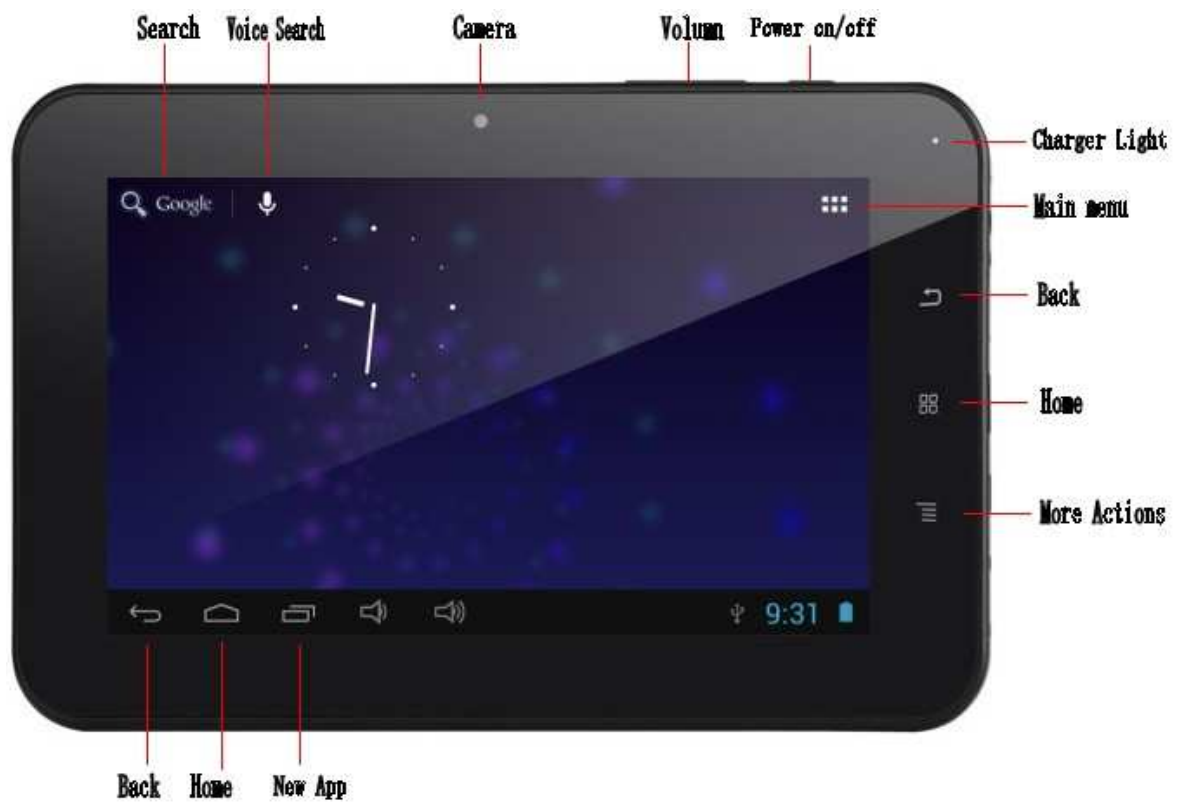 Search
Voice Search
Camera
Volumn
Power on/off
Charger Light
Google
Main menu
Back
Home
More Actions
9:31
Back
Home
New App